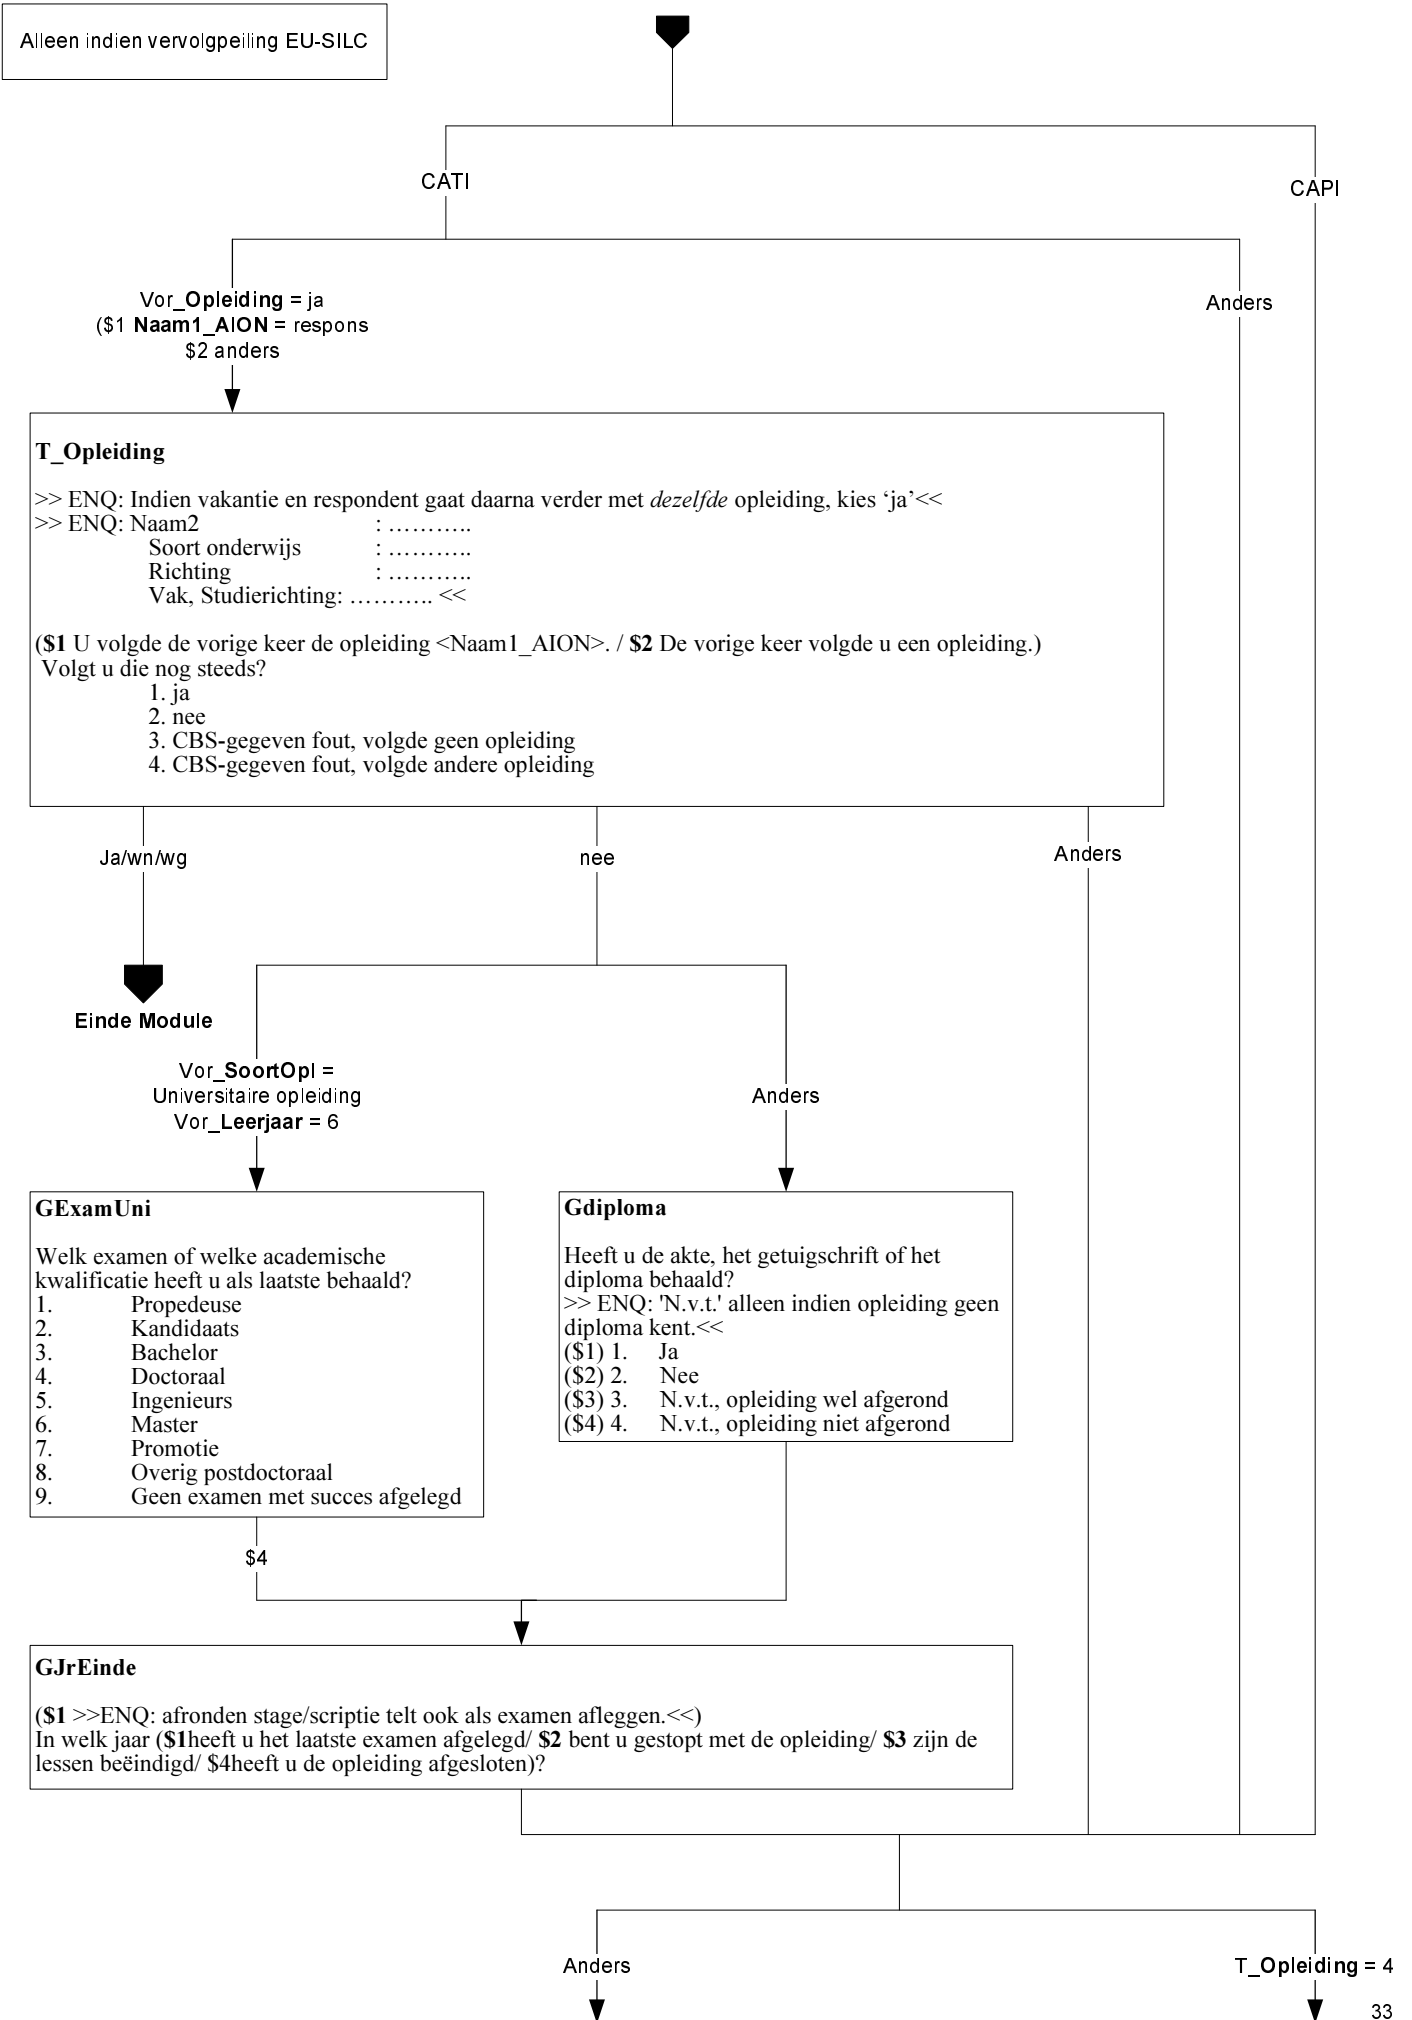 Alleen indien vervolgpeiling EU-SILC
CATI
CAPI
Vor_Opleiding = ja
($1 Naam1_AION = respons
$2 anders
Anders
T_Opleiding
>> ENQ: Indien vakantie en respondent gaat daarna verder met dezelfde opleiding, kies ‘ja’<<
>> ENQ: Naam2 : ………..
Soort onderwijs : ………..
Richting : ………..
Vak, Studierichting: ……….. <<
($1 U volgde de vorige keer de opleiding <Naam1_AION>. / $2 De vorige keer volgde u een opleiding.)
Volgt u die nog steeds?
1. ja
2. nee
3. CBS-gegeven fout, volgde geen opleiding
4. CBS-gegeven fout, volgde andere opleiding
Ja/wn/wg
nee
Anders
Einde Module
Vor_SoortOpl =
Universitaire opleiding
Vor_Leerjaar = 6
Anders
GExamUni
Welk examen of welke academische
kwalificatie heeft u als laatste behaald?
1. Propedeuse
2. Kandidaats
3. Bachelor
4. Doctoraal
5. Ingenieurs
6. Master
7. Promotie
8. Overig postdoctoraal
9. Geen examen met succes afgelegd
Gdiploma
Heeft u de akte, het getuigschrift of het
diploma behaald?
>> ENQ: 'N.v.t.' alleen indien opleiding geen
diploma kent.<<
($1) 1. Ja
($2) 2. Nee
($3) 3. N.v.t., opleiding wel afgerond
($4) 4. N.v.t., opleiding niet afgerond
$4
GJrEinde
($1 >>ENQ: afronden stage/scriptie telt ook als examen afleggen.<<)
In welk jaar ($1heeft u het laatste examen afgelegd/ $2 bent u gestopt met de opleiding/ $3 zijn de
lessen beëindigd/ $4heeft u de opleiding afgesloten)?
Anders
T_Opleiding = 4
33